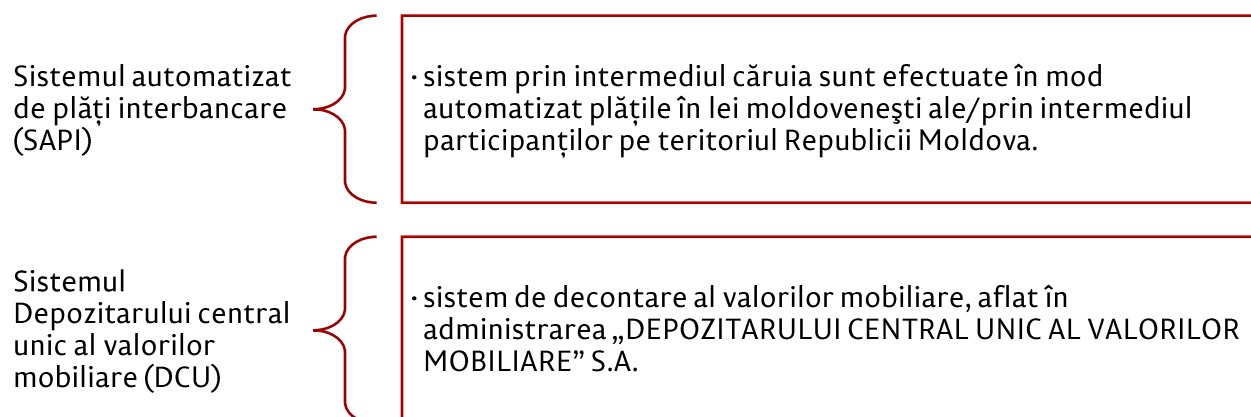 Sistemul automatizat
de plăți interbancare
(SAPI)
· sistem prin intermediul căruia sunt efectuate în mod
automatizat plățile în lei moldovenești ale/prin intermediul
participanților pe teritoriul Republicii Moldova.
Sistemul
Depozitarului central
unic al valorilor
mobiliare (DCU)
· sistem de decontare al valorilor mobiliare, aflat în
administrarea „DEPOZITARULUI CENTRAL UNIC AL VALORILOR
MOBILIARE” S.A.